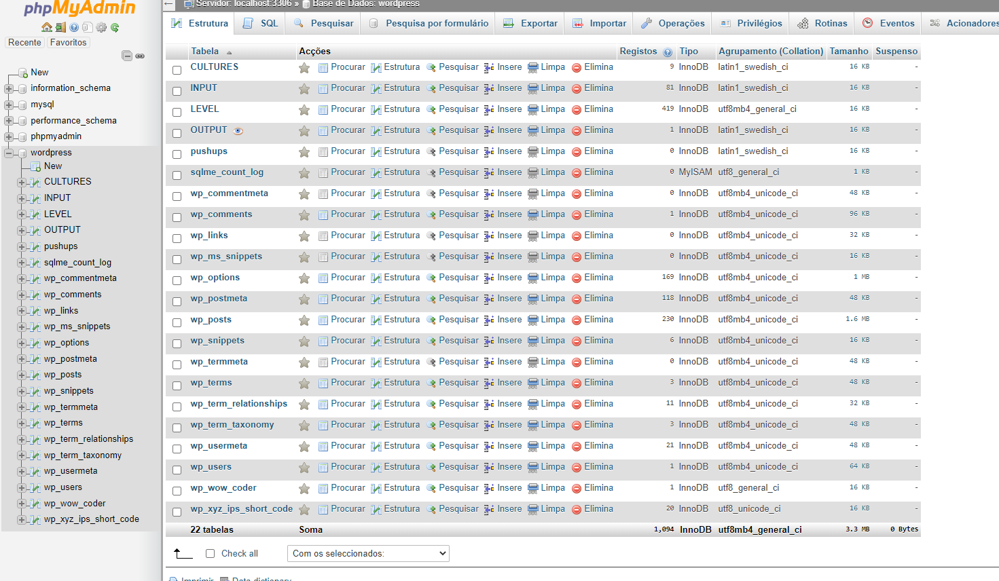 phpMyAdmin
Recente Favoritos
New
information_schema
mysql
performance_schema
phpmyadmin
wordpress
New
CULTURES
INPUT
LEVEL
OUTPUT
pushups
sqlme_count_log
wp_commentmeta
wp_comments
wp_links
wp_ms_snippets
wp_options
wp_postmeta
wp_posts
wp_snippets
wp_termmeta
wp_terms
wp_term_relationships
wp_term_taxonomy
wp_usermeta
wp_users
wp_wow_coder
wp_xyz_ips_short_code
Servidor: localhost:3306 » Base de Dados: wordpress
Estrutura SQL Pesquisar Pesquisa por formulário Exportar Importar Operações Privilégios Rotinas Eventos Acionadores
Tabela Acções Registos Tipo Agrupamento (Collation) Tamanho Suspenso
CULTURES Procurar Estrutura Pesquisar Insere Limpa Elimina 9 InnoDB latin1_swedish_ci 16 KB -
INPUT Procurar Estrutura Pesquisar Insere Limpa Elimina 81 InnoDB latin1_swedish_ci 16 KB -
LEVEL Procurar Estrutura Pesquisar Insere Limpa Elimina 419 InnoDB utf8mb4_general_ci 16 KB -
OUTPUT Procurar Estrutura Pesquisar Insere Limpa Elimina 1 InnoDB latin1_swedish_ci 16 KB -
pushups Procurar Estrutura Pesquisar Insere Limpa Elimina 0 InnoDB latin1_swedish_ci 16 KB -
sqlme_count_log Procurar Estrutura Pesquisar Insere Limpa Elimina 0 MyISAM utf8_general_ci 1 KB -
wp_commentmeta Procurar Estrutura Pesquisar Insere Limpa Elimina 0 InnoDB utf8mb4_unicode_ci 48 KB -
wp_comments Procurar Estrutura Pesquisar Insere Limpa Elimina 1 InnoDB utf8mb4_unicode_ci 96 KB -
wp_links Procurar Estrutura Pesquisar Insere Limpa Elimina 0 InnoDB utf8mb4_unicode_ci 32 KB -
wp_ms_snippets Procurar Estrutura Pesquisar Insere Limpa Elimina 0 InnoDB utf8mb4_unicode_ci 16 KB -
wp_options Procurar Estrutura Pesquisar Insere Limpa Elimina 169 InnoDB utf8mb4_unicode_ci 1 MB -
wp_postmeta Procurar Estrutura Pesquisar Insere Limpa Elimina 118 InnoDB utf8mb4_unicode_ci 48 KB -
wp_posts Procurar Estrutura Pesquisar Insere Limpa Elimina 230 InnoDB utf8mb4_unicode_ci 1.6 MB -
wp_snippets Procurar Estrutura Pesquisar Insere Limpa Elimina 6 InnoDB utf8mb4_unicode_ci 16 KB -
wp_termmeta Procurar Estrutura Pesquisar Insere Limpa Elimina 0 InnoDB utf8mb4_unicode_ci 48 KB -
wp_terms Procurar Estrutura Pesquisar Insere Limpa Elimina 3 InnoDB utf8mb4_unicode_ci 48 KB -
wp_term_relationships Procurar Estrutura Pesquisar Insere Limpa Elimina 11 InnoDB utf8mb4_unicode_ci 32 KB -
wp_term_taxonomy Procurar Estrutura Pesquisar Insere Limpa Elimina 3 InnoDB utf8mb4_unicode_ci 48 KB -
wp_usermeta Procurar Estrutura Pesquisar Insere Limpa Elimina 21 InnoDB utf8mb4_unicode_ci 48 KB -
wp_users Procurar Estrutura Pesquisar Insere Limpa Elimina 1 InnoDB utf8mb4_unicode_ci 64 KB -
wp_wow_coder Procurar Estrutura Pesquisar Insere Limpa Elimina 1 InnoDB utf8_general_ci 16 KB -
wp_xyz_ips_short_code Procurar Estrutura Pesquisar Insere Limpa Elimina 20 InnoDB utf8_unicode_ci 16 KB -
22 tabelas Soma 1,094 InnoDB utf8mb4_general_ci 3.3 MB 0 Bytes
Check all Com os seleccionados:
Imprimir Data dictionary